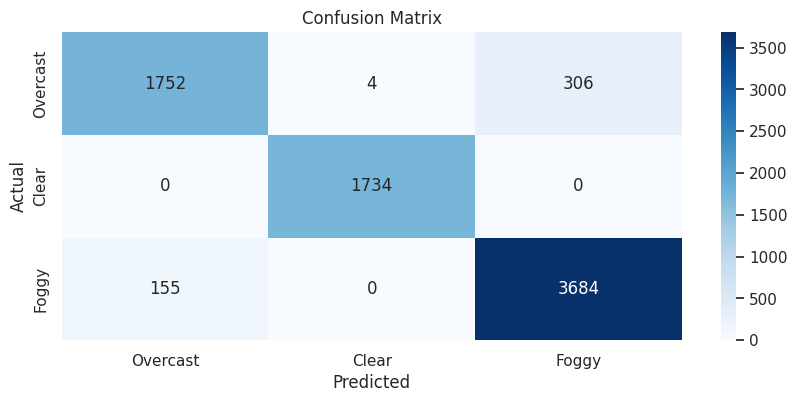 Confusion Matrix
Actual
Overcast
1752
4
306
Clear
0
1734
0
Foggy
155
0
3684
Overcast
Clear
Foggy
Predicted
3500
3000
2500
2000
1500
1000
500
0